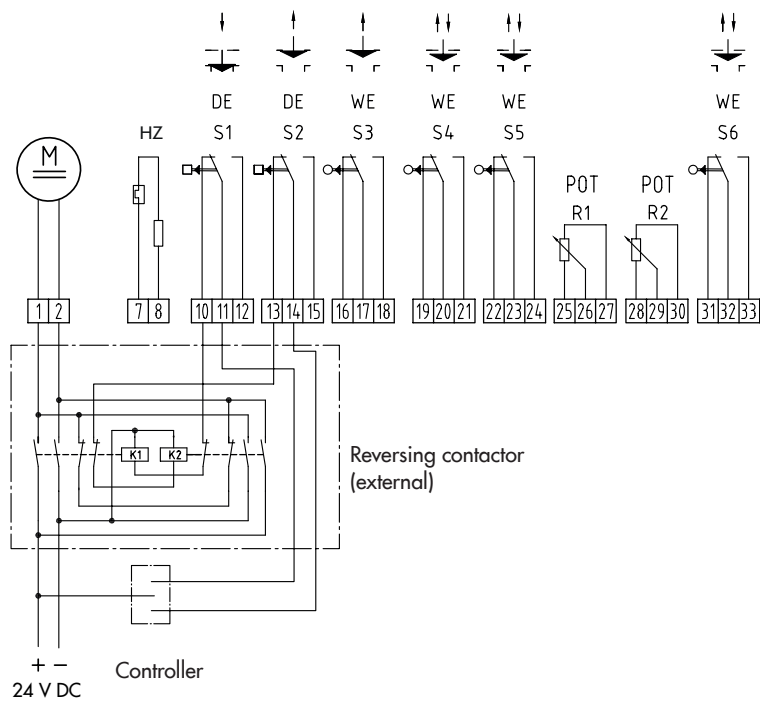 DE DE WE WE WE WE
HZ S1 S2 S3 S4 S5 S6
M
POT POT
R1 R2
1 2 7 8 10 11 12 13 14 15 16 17 18 19 20 21 22 23 24 25 26 27 28 29 30 31 32 33
K1 K2
Reversing contactor
(external)
+ −
Controller
24 V DC